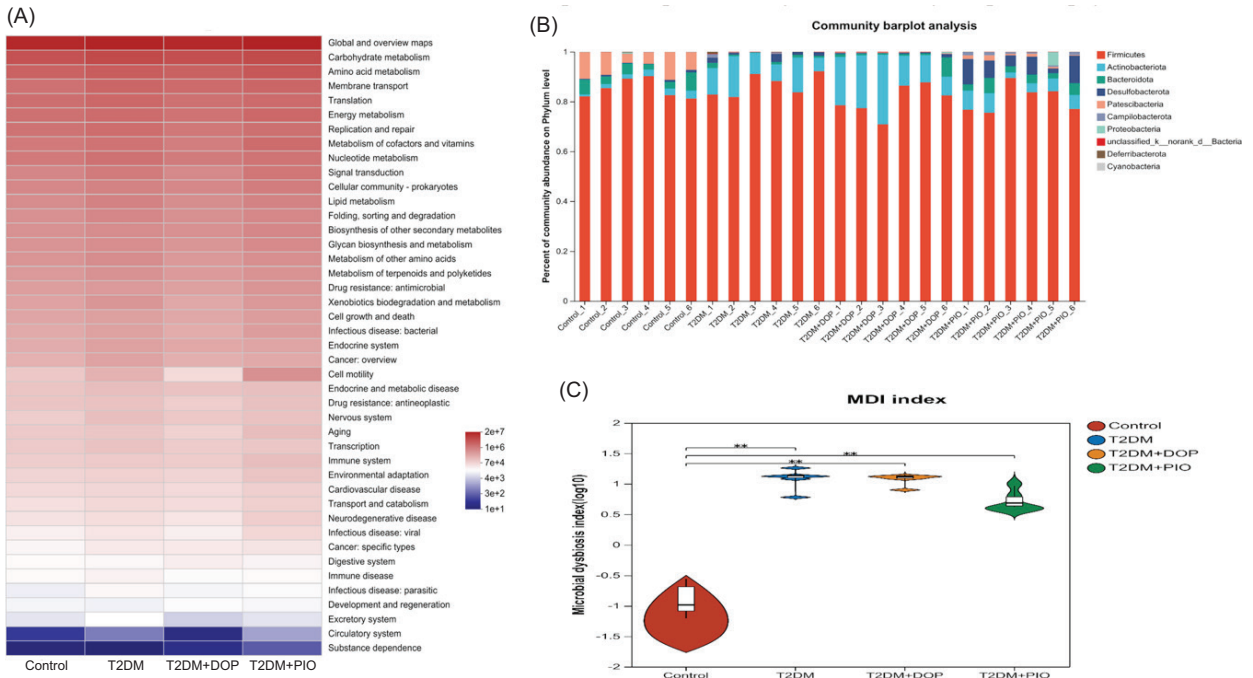 (A)
Global and overview maps
Carbohydrate metabolism
Amino acid metabolism
Membrane transport
Translation
Energy metabolism
Replication and repair
Metabolism of cofactors and vitamins
Nucleotide metabolism
Signal transduction
Cellular community - prokaryotes
Lipid metabolism
Folding, sorting and degradation
Biosynthesis of other secondary metabolites
Glycan biosynthesis and metabolism
Metabolism of other amino acids
Metabolism of terpenoids and polyketides
Drug resistance: antimicrobial
Xenobiotics biodegradation and metabolism
Cell growth and death
Infectious disease: bacterial
Endocrine system
Cancer: overview
Cell motility
Endocrine and metabolic disease
Drug resistance: antineoplastic
Nervous system
Aging
Transcription
Immune system
Environmental adaptation
Cardiovascular disease
Transport and catabolism
Neurodegenerative disease
Infectious disease: viral
Cancer: specific types
Digestive system
Immune disease
Infectious disease: parasitic
Development and regeneration
Excretory system
Circulatory system
Substance dependence
2e+7
1e+6
7e+4
4e+3
3e+2
1e+1
Control T2DM T2DM+DOP T2DM+PIO
(B)
Community barplot analysis
Percent of community abundance on Phylum level
1
0.8
0.6
0.4
0.2
0
Control_1 Control_2 Control_3 Control_4 Control_5 Control_6 T2DM_1 T2DM_2 T2DM_3 T2DM_4 T2DM_5 T2DM_6 T2DM+DOP_1 T2DM+DOP_2 T2DM+DOP_3 T2DM+DOP_4 T2DM+DOP_5 T2DM+DOP_6 T2DM+PIO_1 T2DM+PIO_2 T2DM+PIO_3 T2DM+PIO_4 T2DM+PIO_5 T2DM+PIO_6
Firmicutes
Actinobacteriota
Bacteroidota
Desulfobacterota
Patescibacteria
Campilobacterota
Proteobacteria
unclassified_k__norank_d__Bacteria
Deferribacterota
Cyanobacteria
(C)
MDI index
Microbial dysbiosis index(log10)
2
1.5
1
0.5
0
-0.5
-1
-1.5
-2
**
**
**
Control T2DM T2DM+DOP T2DM+PIO
Control
T2DM
T2DM+DOP
T2DM+PIO